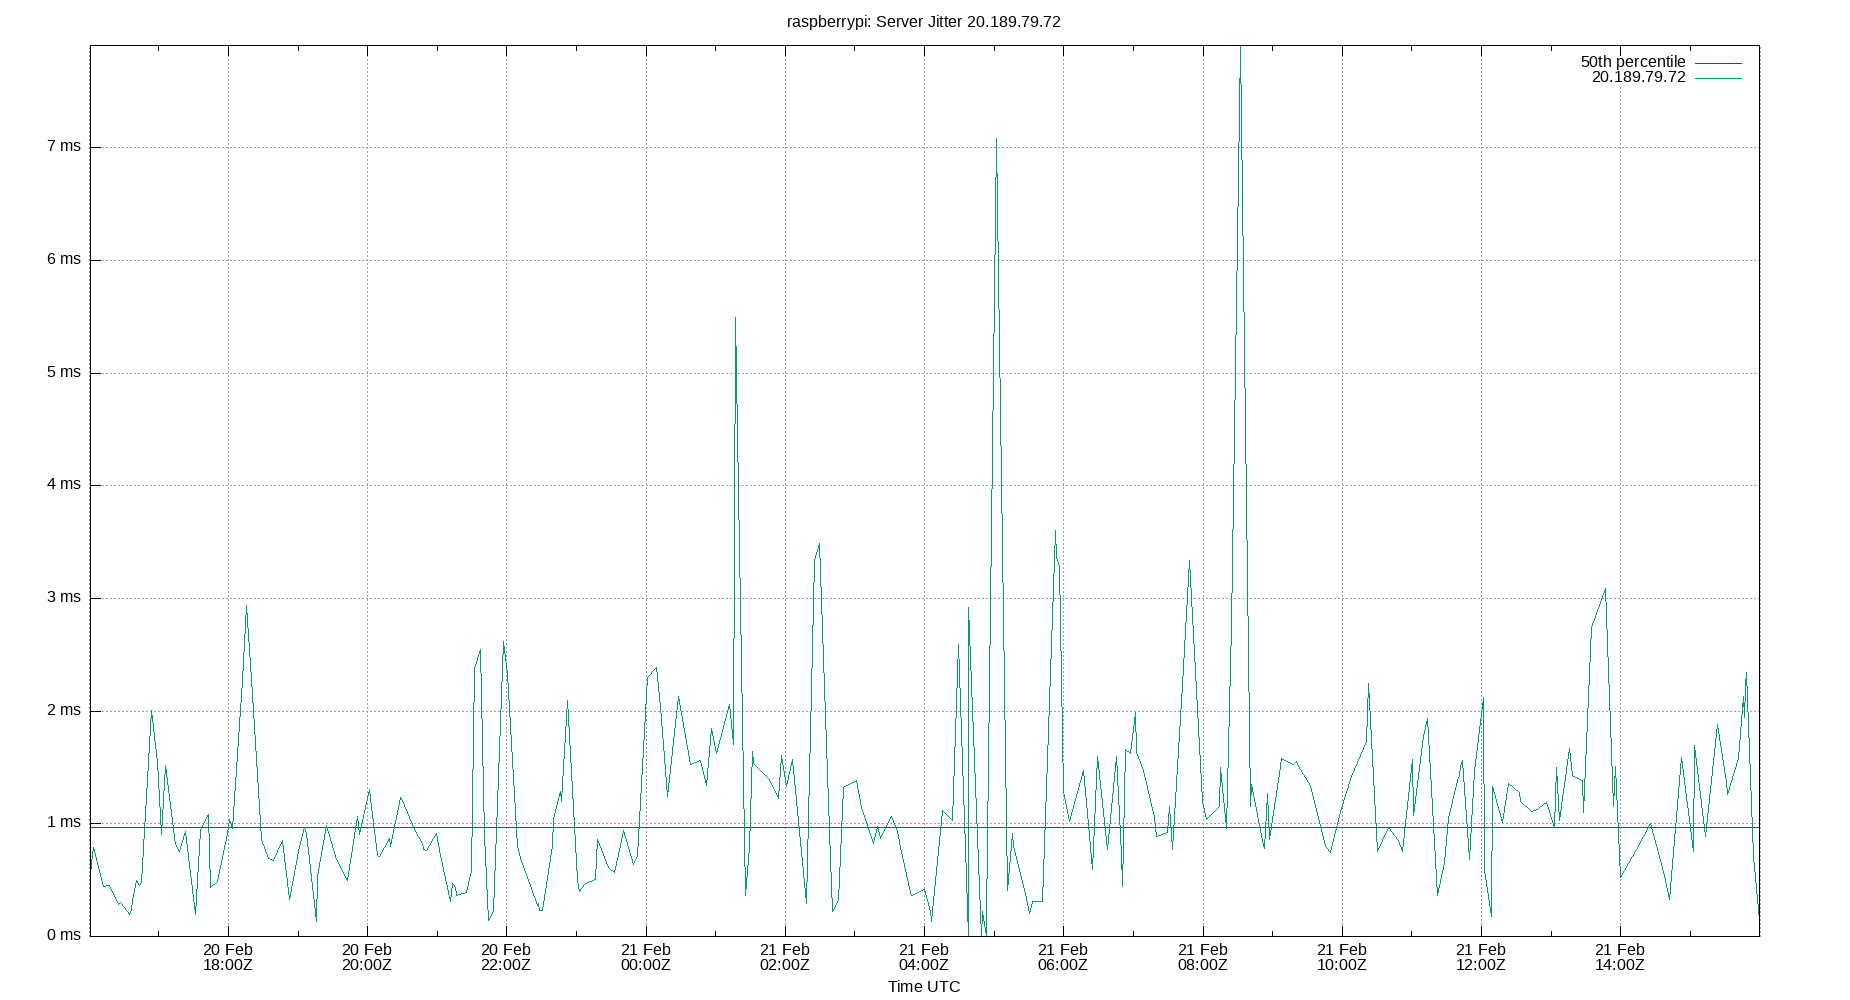 raspberrypi: Server Jitter 20.189.79.72
50th percentile
20.189.79.72
7 ms
6 ms
5 ms
4 ms
3 ms
2 ms
1 ms
0 ms
20 Feb 20 Feb 20 Feb 21 Feb 21 Feb 21 Feb 21 Feb 21 Feb 21 Feb 21 Feb 21 Feb
18:00Z 20:00Z 22:00Z 00:00Z 02:00Z 04:00Z 06:00Z 08:00Z 10:00Z 12:00Z 14:00Z
Time UTC